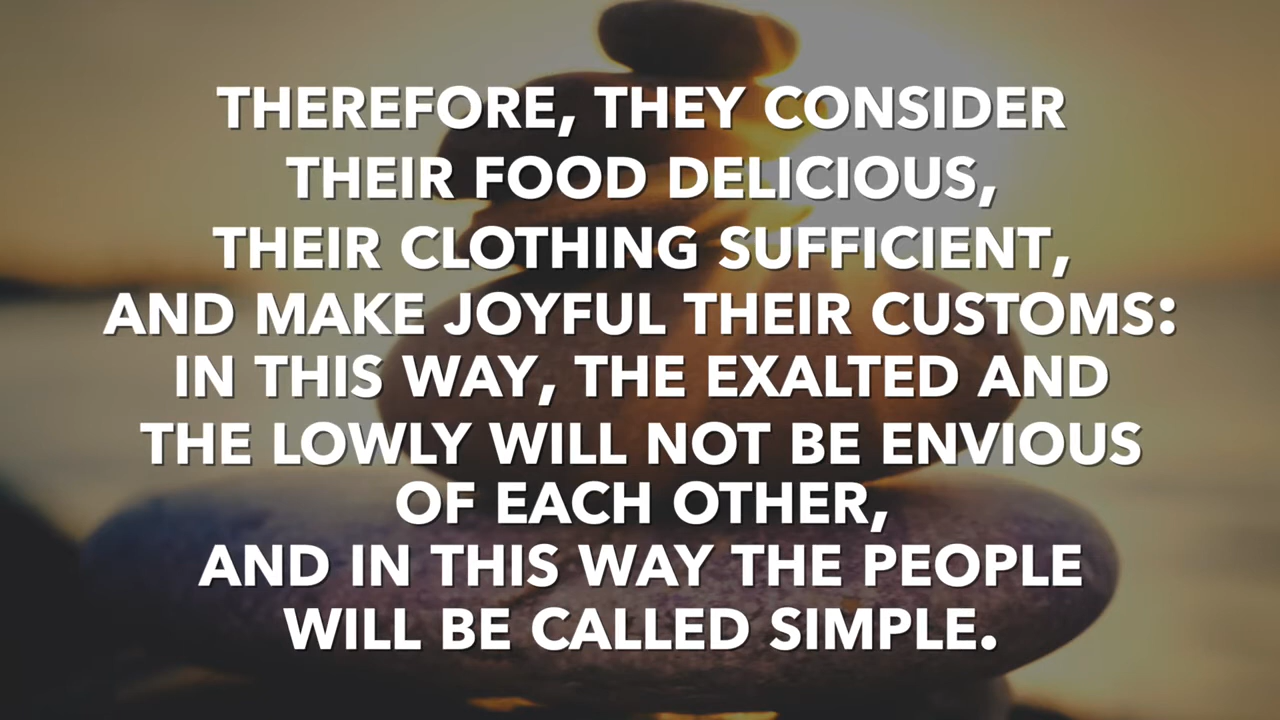 THEREFORE, THEY CONSIDER
THEIR FOOD DELICIOUS,
THEIR CLOTHING SUFFICIENT,
AND MAKE JOYFUL THEIR CUSTOMS:
IN THIS WAY, THE EXALTED AND
THE LOWLY WILL NOT BE ENVIOUS
OF EACH OTHER,
AND IN THIS WAY THE PEOPLE
WILL BE CALLED SIMPLE.